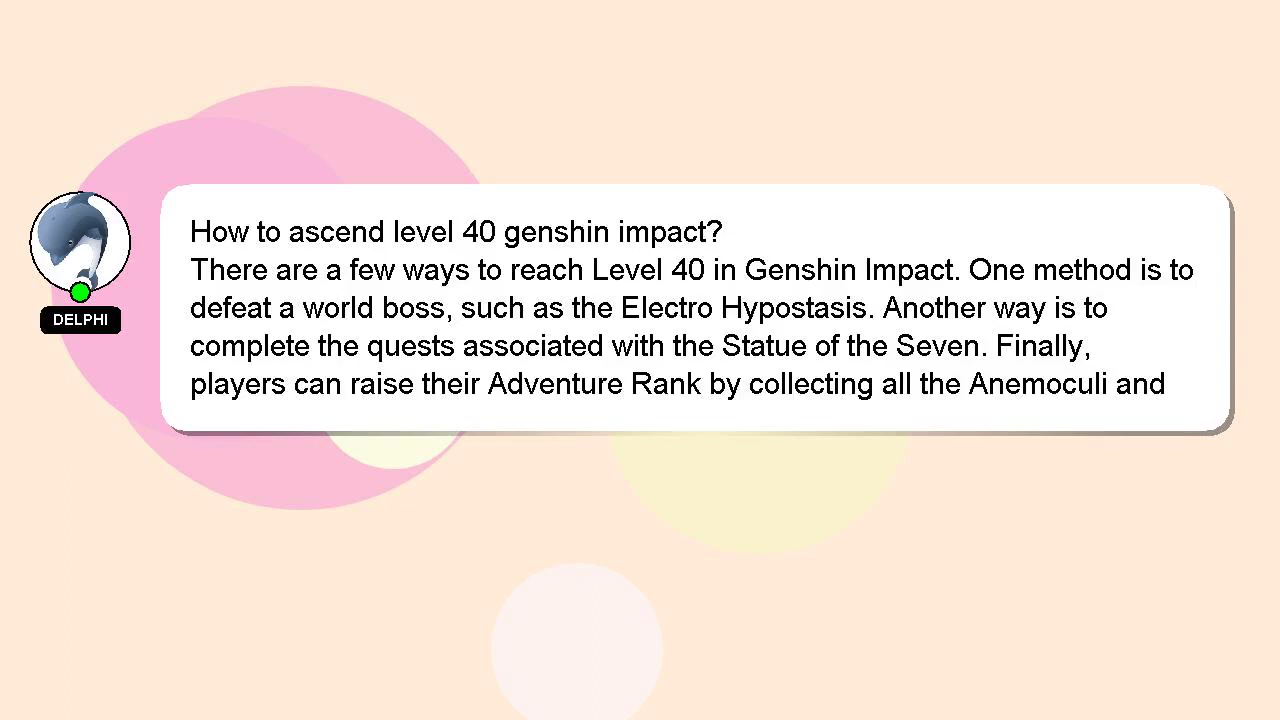 How to ascend level 40 genshin impact?
There are a few ways to reach Level 40 in Genshin Impact. One method is to
defeat a world boss, such as the Electro Hypostasis. Another way is to
complete the quests associated with the Statue of the Seven. Finally,
players can raise their Adventure Rank by collecting all the Anemoculi and
DELPHI